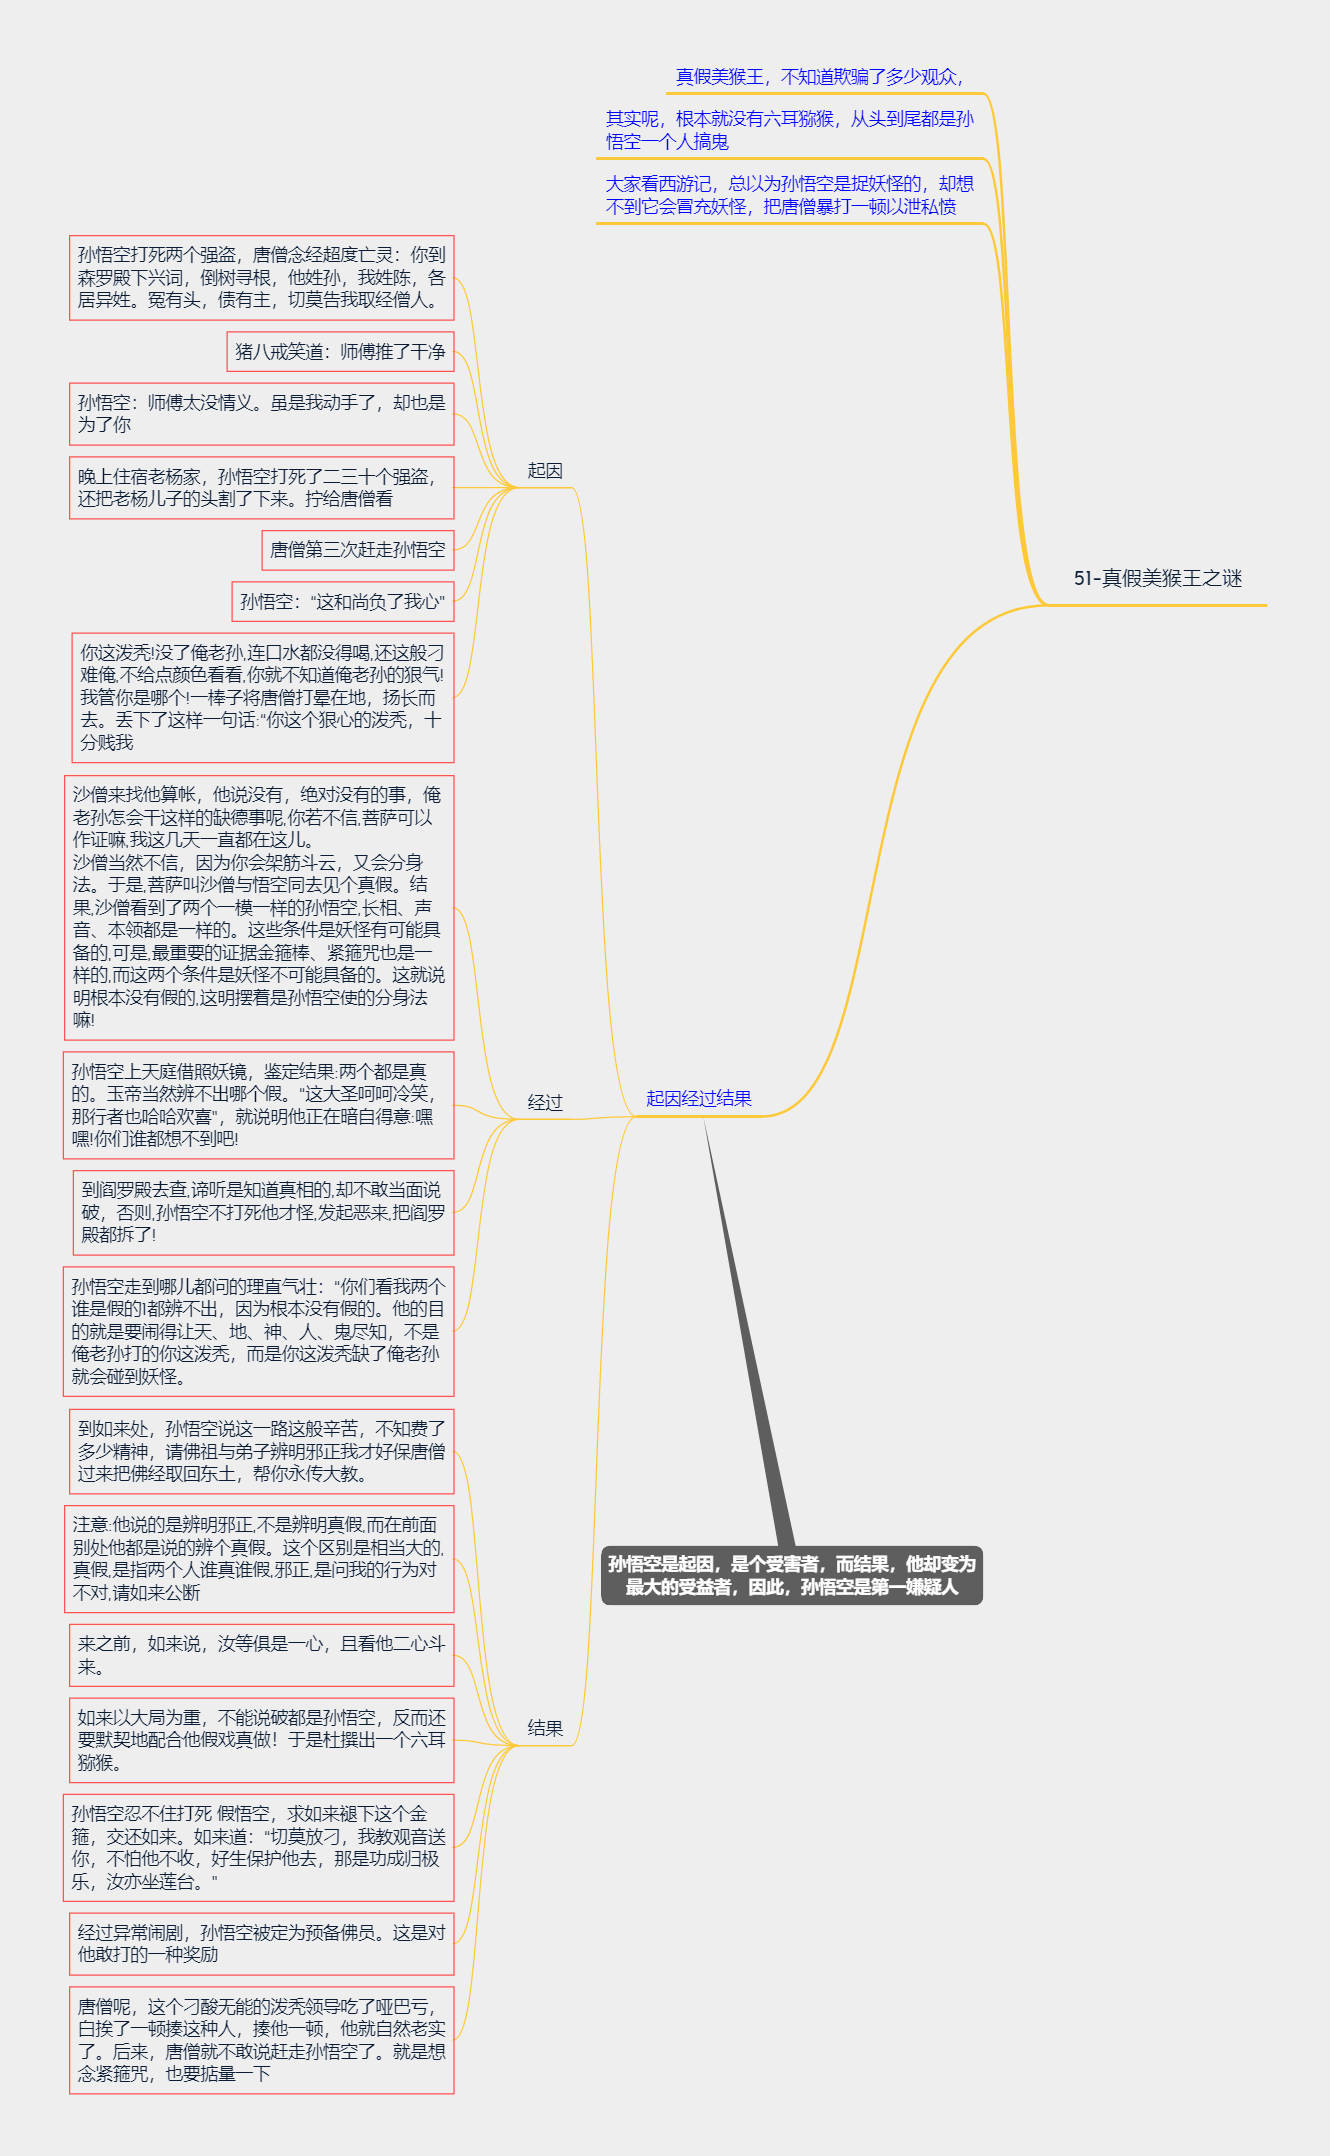 51-真假美猴王之谜
真假美猴王，不知道欺骗了多少观众，
其实呢，根本就没有六耳猕猴，从头到尾都是孙
悟空一个人搞鬼
大家看西游记，总以为孙悟空是捉妖怪的，却想
不到它会冒充妖怪，把唐僧暴打一顿以泄私愤
起因经过结果
起因
孙悟空打死两个强盗，唐僧念经超度亡灵：你到
森罗殿下兴词，倒树寻根，他姓孙，我姓陈，各
居异姓。冤有头，债有主，切莫告我取经僧人。
猪八戒笑道：师傅推了干净
孙悟空：师傅太没情义。虽是我动手了，却也是
为了你
晚上住宿老杨家，孙悟空打死了二三十个强盗，
还把老杨儿子的头割了下来。拧给唐僧看
唐僧第三次赶走孙悟空
孙悟空："这和尚负了我心"
你这泼秃!没了俺老孙,连口水都没得喝,还这般刁
难俺,不给点颜色看看,你就不知道俺老孙的狠气!
我管你是哪个!一棒子将唐僧打晕在地，扬长而
去。丢下了这样一句话:"你这个狠心的泼秃，十
分贱我
经过
沙僧来找他算帐，他说没有，绝对没有的事，俺
老孙怎会干这样的缺德事呢,你若不信,菩萨可以
作证嘛,我这几天一直都在这儿。
沙僧当然不信，因为你会架筋斗云，又会分身
法。于是,菩萨叫沙僧与悟空同去见个真假。结
果,沙僧看到了两个一模一样的孙悟空,长相、声
音、本领都是一样的。这些条件是妖怪有可能具
备的,可是,最重要的证据金箍棒、紧箍咒也是一
样的,而这两个条件是妖怪不可能具备的。这就说
明根本没有假的,这明摆着是孙悟空使的分身法
嘛!
孙悟空上天庭借照妖镜，鉴定结果:两个都是真
的。玉帝当然辨不出哪个假。"这大圣呵呵冷笑，
那行者也哈哈欢喜"，就说明他正在暗自得意:嘿
嘿!你们谁都想不到吧!
到阎罗殿去查,谛听是知道真相的,却不敢当面说
破，否则,孙悟空不打死他才怪,发起恶来,把阎罗
殿都拆了!
孙悟空走到哪儿都问的理直气壮："你们看我两个
谁是假的1都辨不出，因为根本没有假的。他的目
的就是要闹得让天、地、神、人、鬼尽知，不是
俺老孙打的你这泼秃，而是你这泼秃缺了俺老孙
就会碰到妖怪。
结果
到如来处，孙悟空说这一路这般辛苦，不知费了
多少精神，请佛祖与弟子辨明邪正我才好保唐僧
过来把佛经取回东土，帮你永传大教。
注意:他说的是辨明邪正,不是辨明真假,而在前面
别处他都是说的辨个真假。这个区别是相当大的,
真假,是指两个人谁真谁假,邪正,是问我的行为对
不对,请如来公断
来之前，如来说，汝等俱是一心，且看他二心斗
来。
如来以大局为重，不能说破都是孙悟空，反而还
要默契地配合他假戏真做！于是杜撰出一个六耳
猕猴。
孙悟空忍不住打死 假悟空，求如来褪下这个金
箍，交还如来。如来道："切莫放刁，我教观音送
你，不怕他不收，好生保护他去，那是功成归极
乐，汝亦坐莲台。"
经过异常闹剧，孙悟空被定为预备佛员。这是对
他敢打的一种奖励
唐僧呢，这个刁酸无能的泼秃领导吃了哑巴亏，
白挨了一顿揍这种人，揍他一顿，他就自然老实
了。后来，唐僧就不敢说赶走孙悟空了。就是想
念紧箍咒，也要掂量一下
孙悟空是起因，是个受害者，而结果，他却变为
最大的受益者，因此，孙悟空是第一嫌疑人